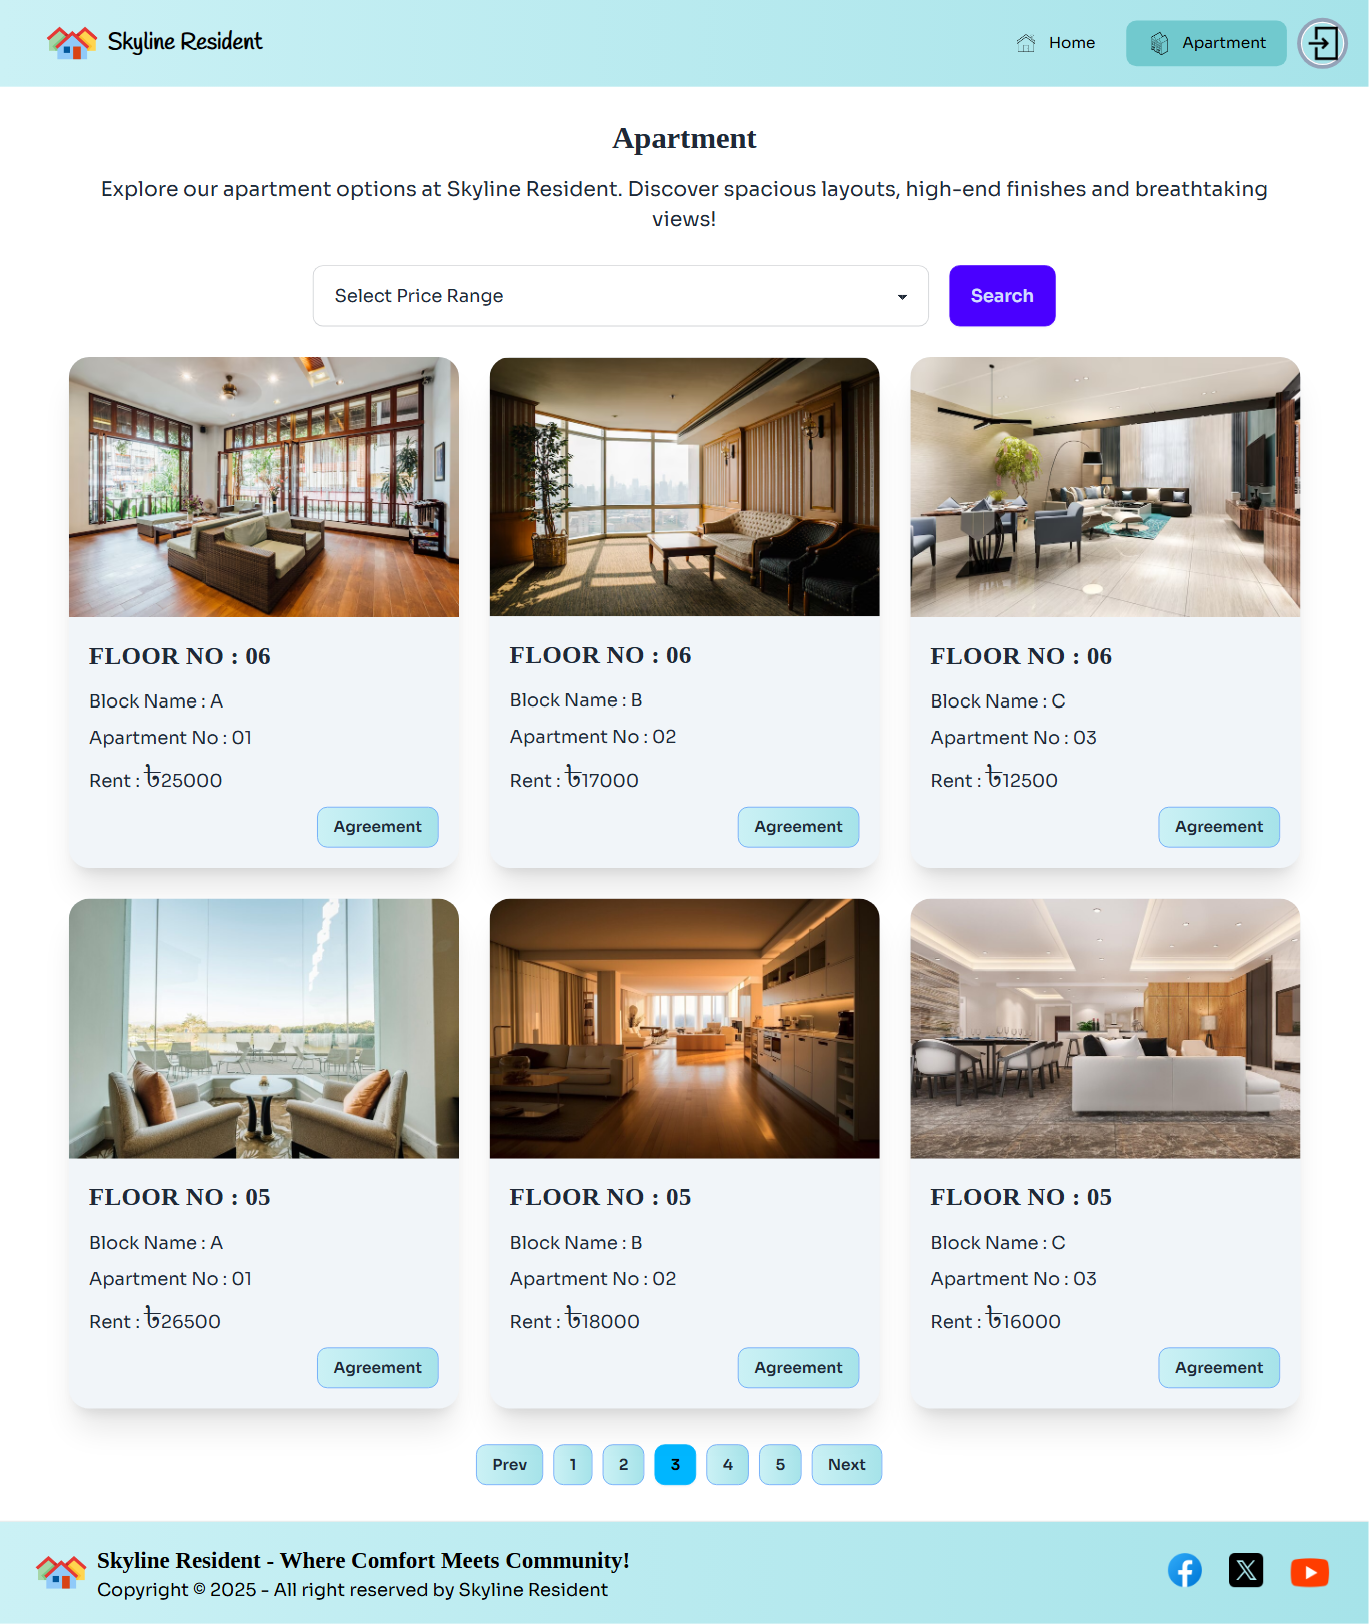 Skyline Resident
Home
Apartment
Apartment
Explore our apartment options at Skyline Resident. Discover spacious layouts, high-end finishes and breathtaking
views!
Select Price Range
Search
FLOOR NO : 06
Block Name : A
Apartment No : 01
Rent : ৳25000
Agreement
FLOOR NO : 06
Block Name : B
Apartment No : 02
Rent : ৳17000
Agreement
FLOOR NO : 06
Block Name : C
Apartment No : 03
Rent : ৳12500
Agreement
FLOOR NO : 05
Block Name : A
Apartment No : 01
Rent : ৳26500
Agreement
FLOOR NO : 05
Block Name : B
Apartment No : 02
Rent : ৳18000
Agreement
FLOOR NO : 05
Block Name : C
Apartment No : 03
Rent : ৳16000
Agreement
Prev 1 2 3 4 5 Next
Skyline Resident - Where Comfort Meets Community!
Copyright © 2025 - All right reserved by Skyline Resident